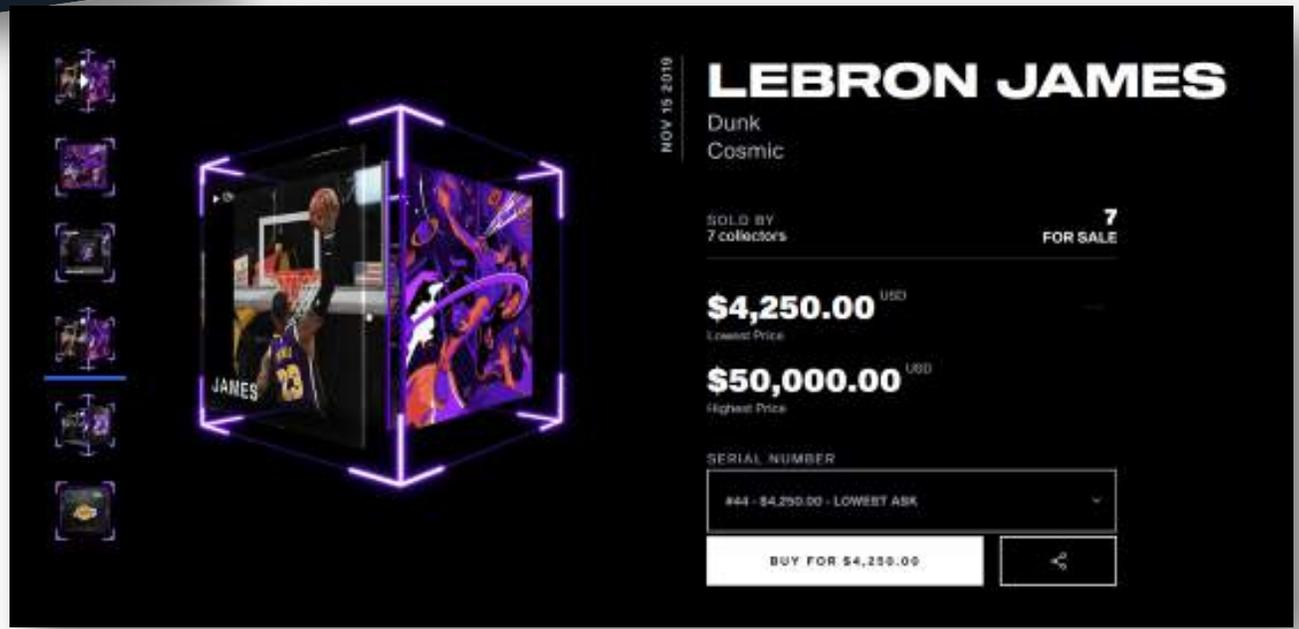 NOV 15 2019
LEBRON JAMES
Dunk
Cosmic
SOLD BY
7 collectors
7
FOR SALE
$4,250.00 USD
Lowest Price
$50,000.00 USD
Highest Price
SERIAL NUMBER
#44 - $4,250.00 - LOWEST ASK
BUY FOR $4,250.00
JAMES
23